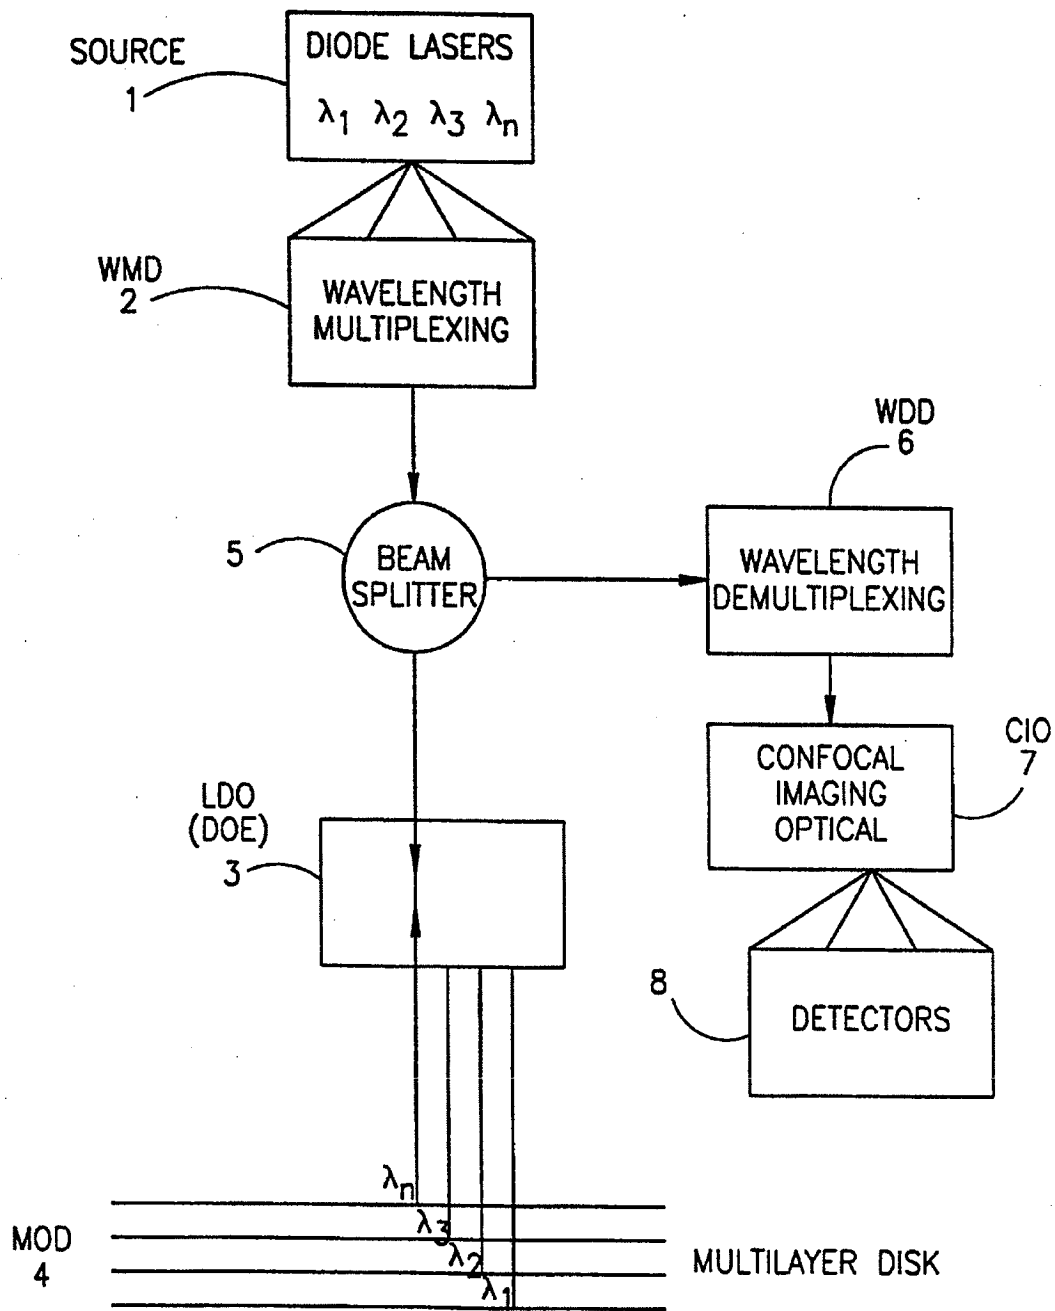 SOURCE
1
DIODE LASERS
λ1 λ2 λ3 λn
WMD
2
WAVELENGTH
MULTIPLEXING
5
BEAM
SPLITTER
WDD
6
WAVELENGTH
DEMULTIPLEXING
CIO
7
CONFOCAL
IMAGING
OPTICAL
LDO
(DOE)
3
8
DETECTORS
λn
λ3
λ2
λ1
MOD
4
MULTILAYER DISK